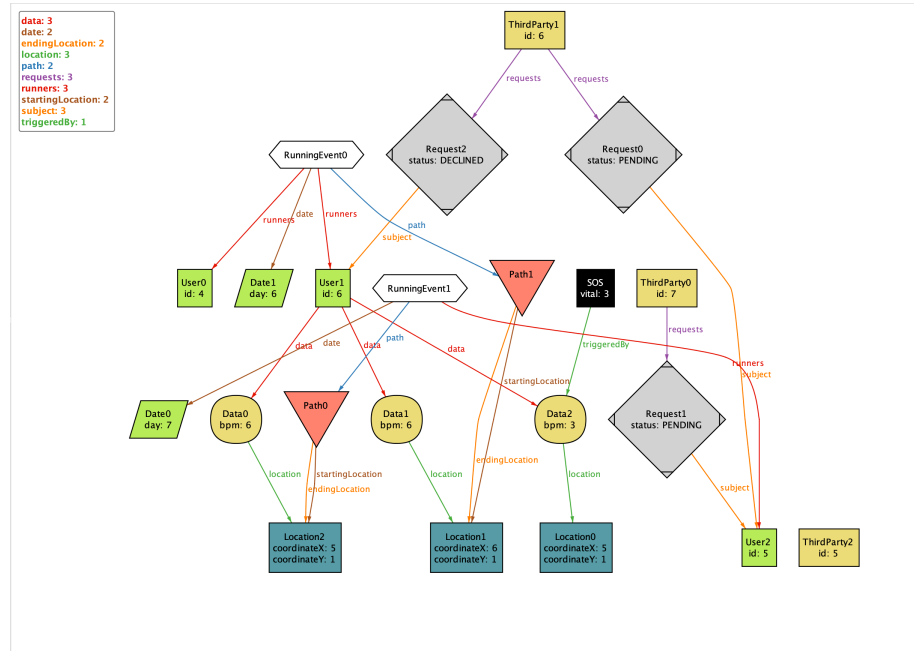 data: 3
date: 2
endingLocation: 2
location: 3
path: 2
requests: 3
runners: 3
startingLocation: 2
subject: 3
triggeredBy: 1
ThirdParty1
id: 6
requests
requests
Request2
status: DECLINED
Request0
status: PENDING
RunningEvent0
runners
date
runners
path
subject
User0
id: 4
Date1
day: 6
User1
id: 6
RunningEvent1
Path1
SOS
vital: 3
ThirdParty0
id: 7
data
date
data
path
data
triggeredBy
requests
runners
subject
startingLocation
Date0
day: 7
Data0
bpm: 6
Path0
Data1
bpm: 6
Data2
bpm: 3
Request1
status: PENDING
location
startingLocation
endingLocation
location
endingLocation
location
subject
Location2
coordinateX: 5
coordinateY: 1
Location1
coordinateX: 6
coordinateY: 1
Location0
coordinateX: 5
coordinateY: 1
User2
id: 5
ThirdParty2
id: 5